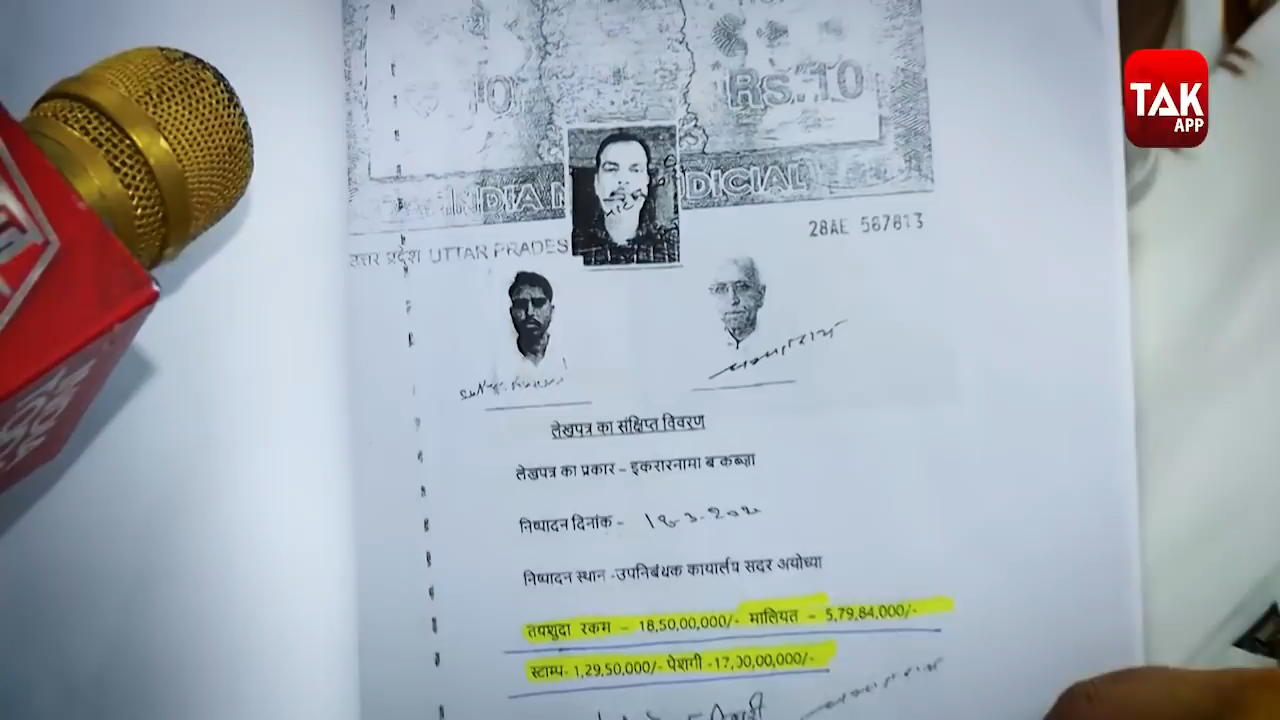 TAK
APP
Rs.10
INDIA N DICIAL
उत्तर प्रदेश UTTAR PRADES
28AE 567813
लेखपत्र का संक्षिप्त विवरण
लेखपत्र का प्रकार – इकरारनामा ब कब्ज़ा
निष्पादन दिनांक -
निष्पादन स्थान -उपनिबंधक कायार्लय सदर अयोध्या
तयशुदा रकम – 18,50,00,000/- मालियत – 5,79,84,000/-
स्टाम्प- 1,29,50,000/- पेशगी -17,00,00,000/-